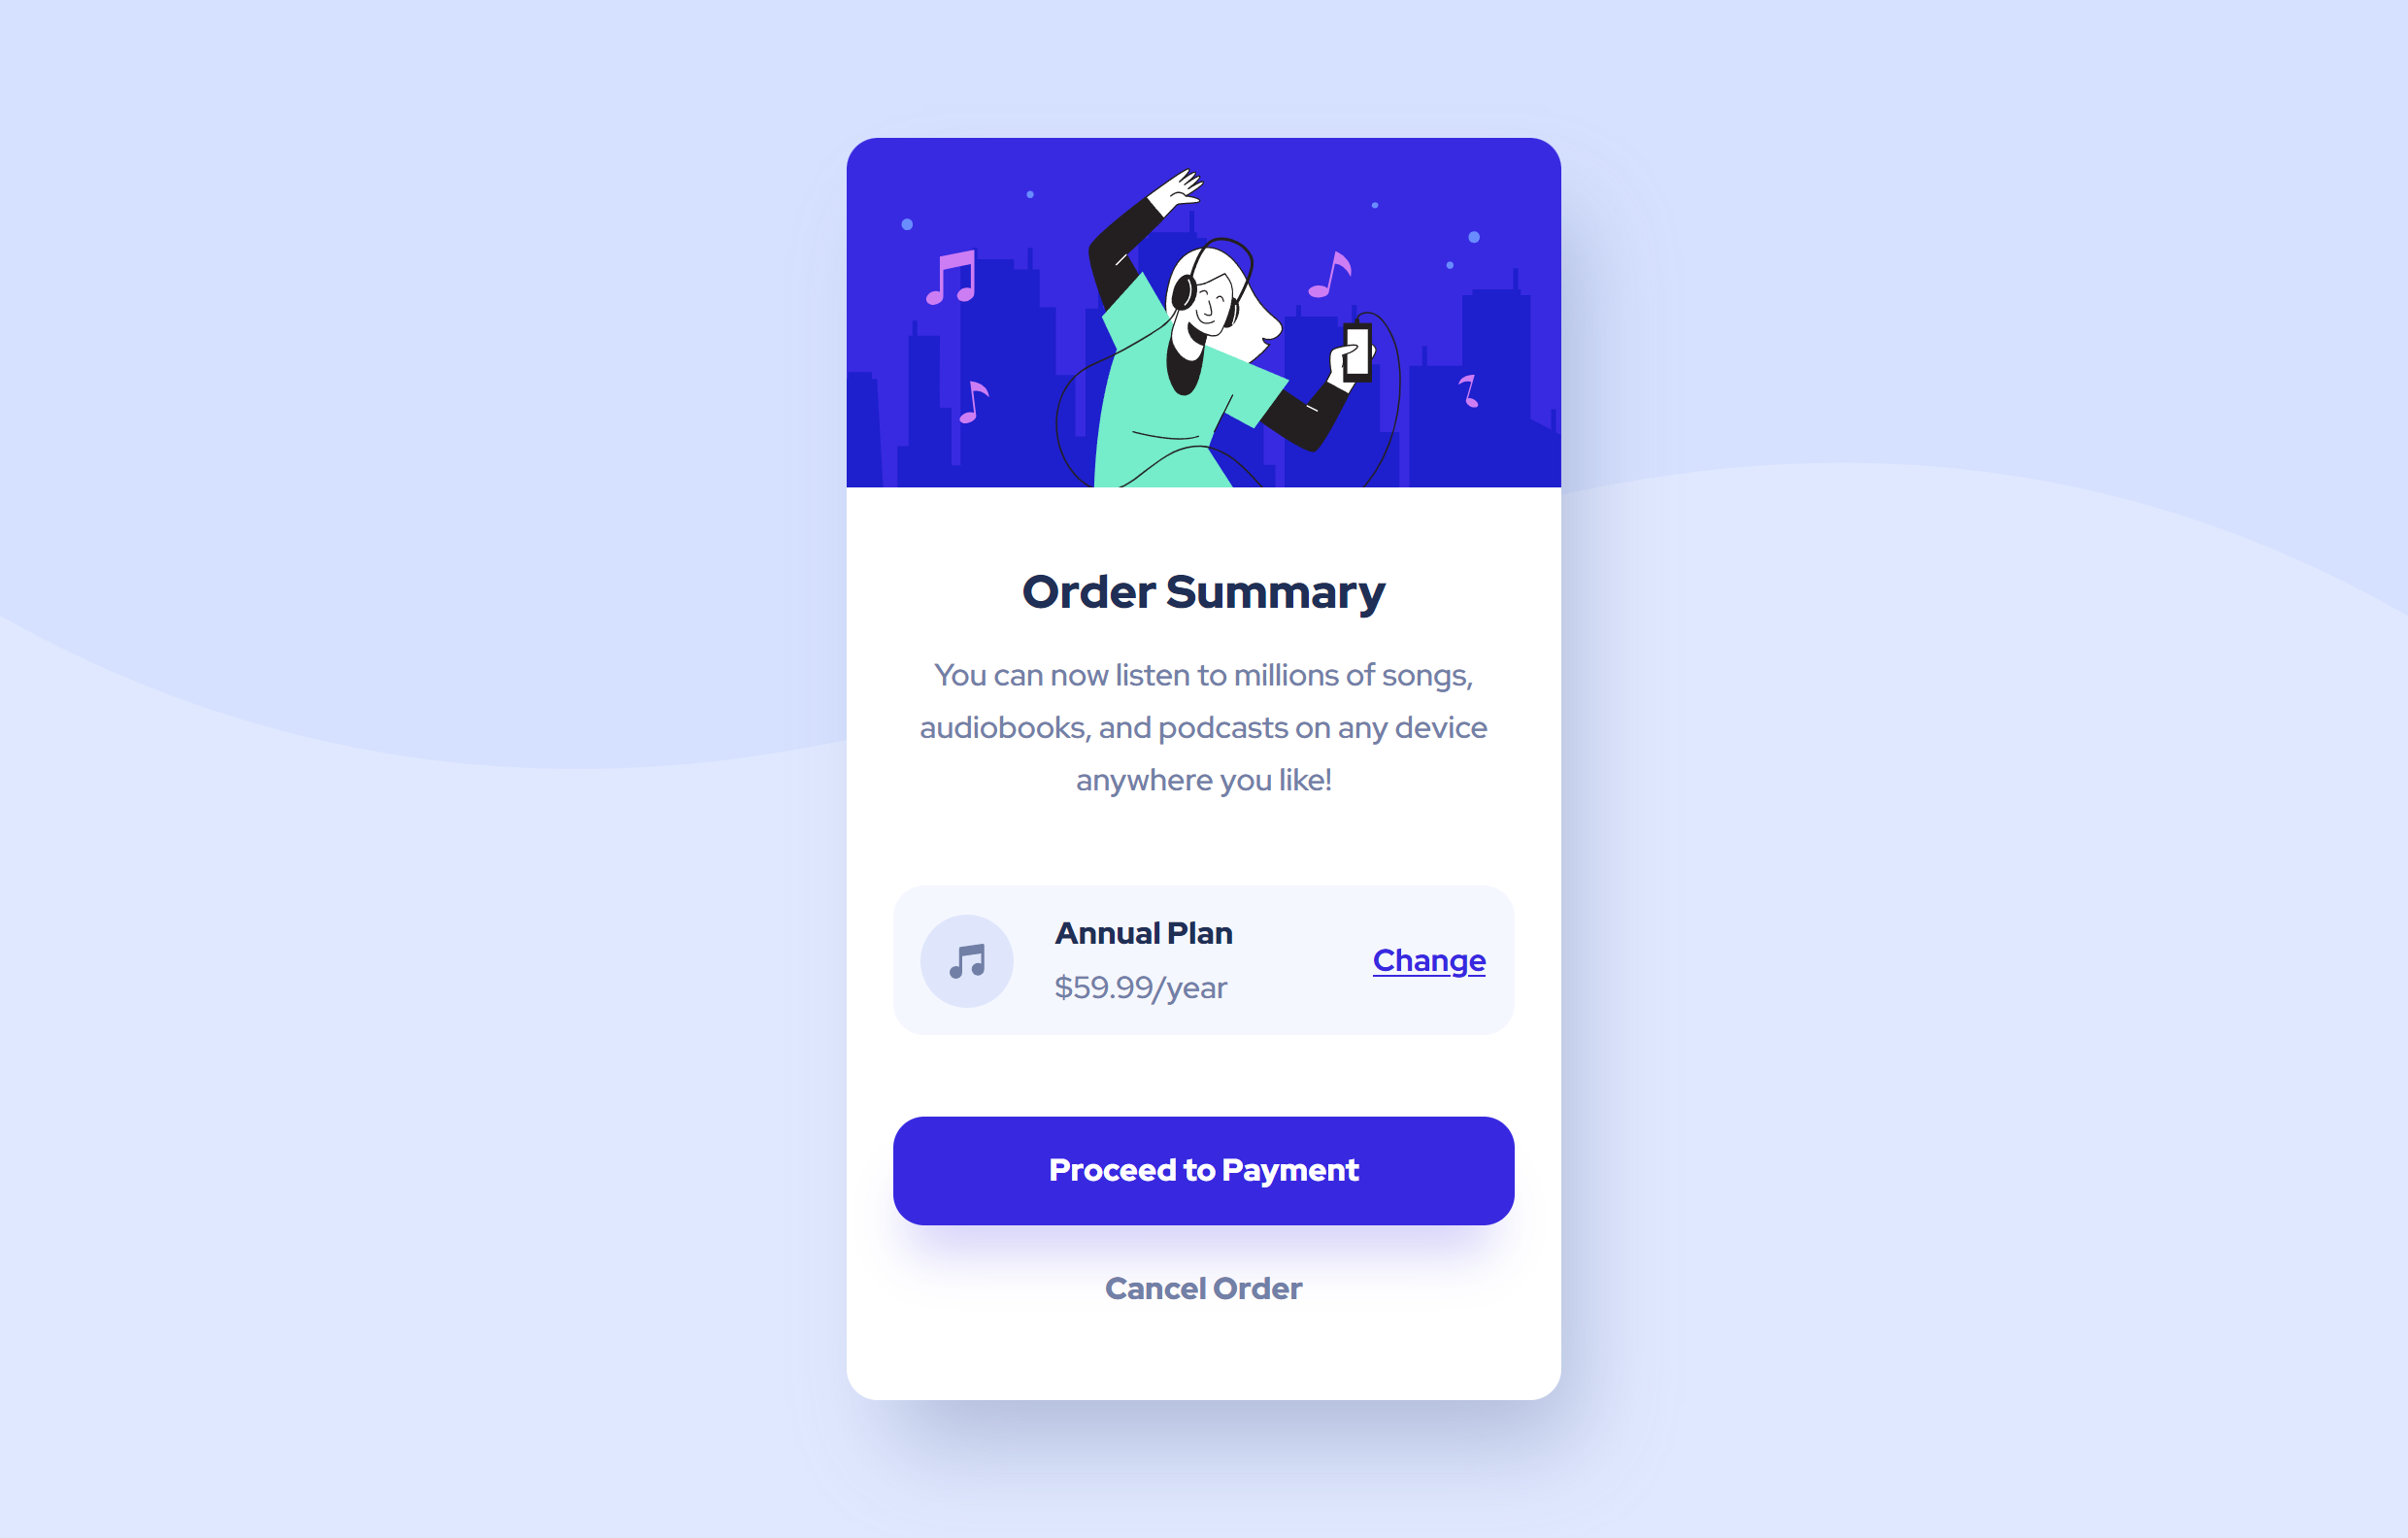 Order Summary
You can now listen to millions of songs,
audiobooks, and podcasts on any device
anywhere you like!
Annual Plan
$59.99/year
Change
Proceed to Payment
Cancel Order